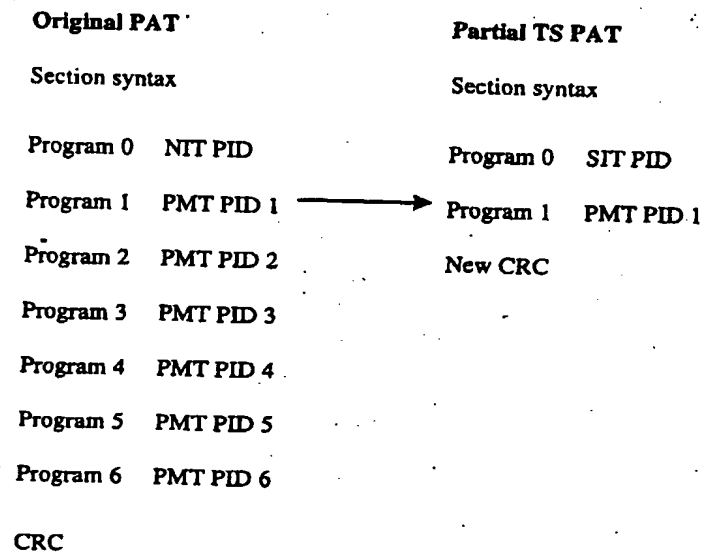 Original PAT
Section syntax
Program 0 NIT PID
Program 1 PMT PID 1
Program 2 PMT PID 2
Program 3 PMT PID 3
Program 4 PMT PID 4
Program 5 PMT PID 5
Program 6 PMT PID 6
CRC
Partial TS PAT
Section syntax
Program 0 SIT PID
Program 1 PMT PID 1
New CRC